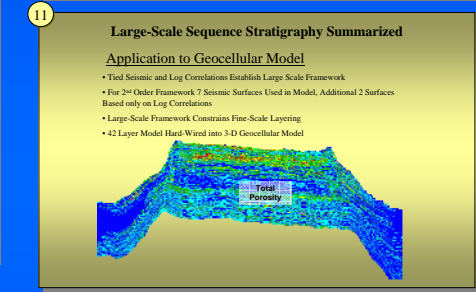 11
Large-Scale Sequence Stratigraphy Summarized
Application to Geocellular Model
• Tied Seismic and Log Correlations Establish Large Scale Framework
• For 2nd Order Framework 7 Seismic Surfaces Used in Model, Additional 2 Surfaces
Based only on Log Correlations
• Large-Scale Framework Constrains Fine-Scale Layering
• 42 Layer Model Hard-Wired into 3-D Geocellular Model
Total
Porosity